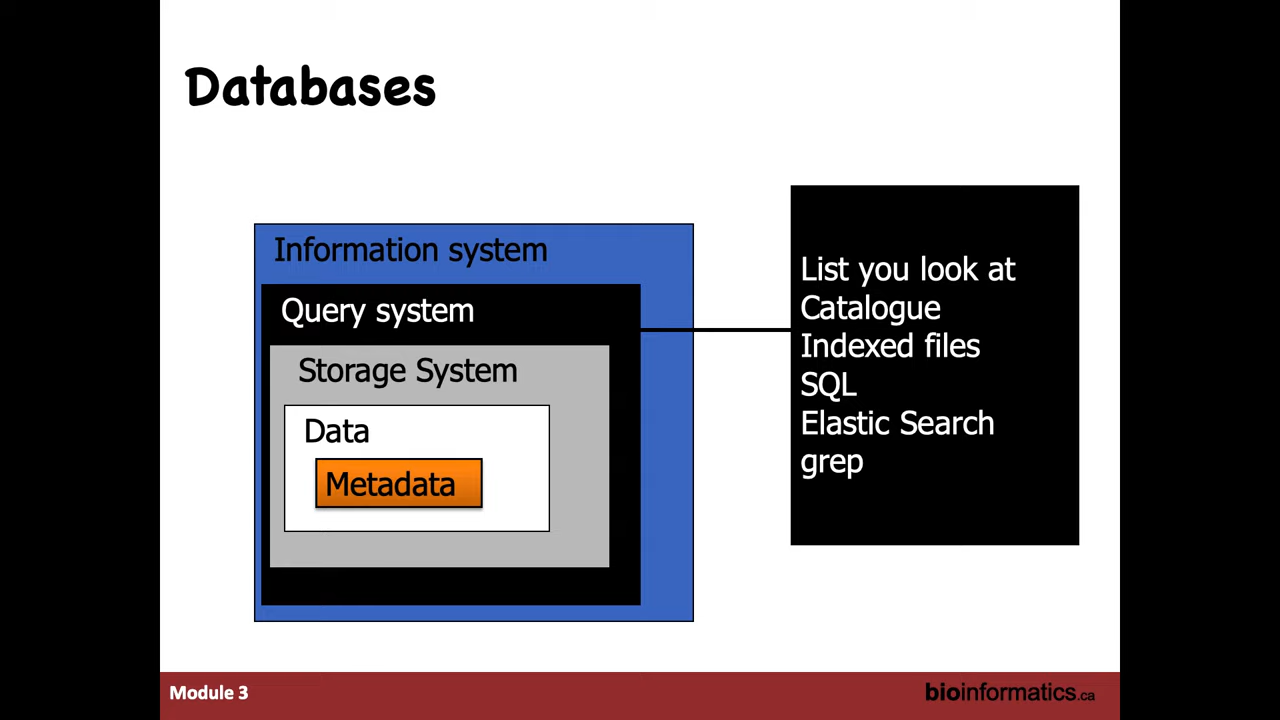 Databases
Information system
Query system
Storage System
Data
Metadata
List you look at
Catalogue
Indexed files
SQL
Elastic Search
grep
Module 3
bioinformatics.ca